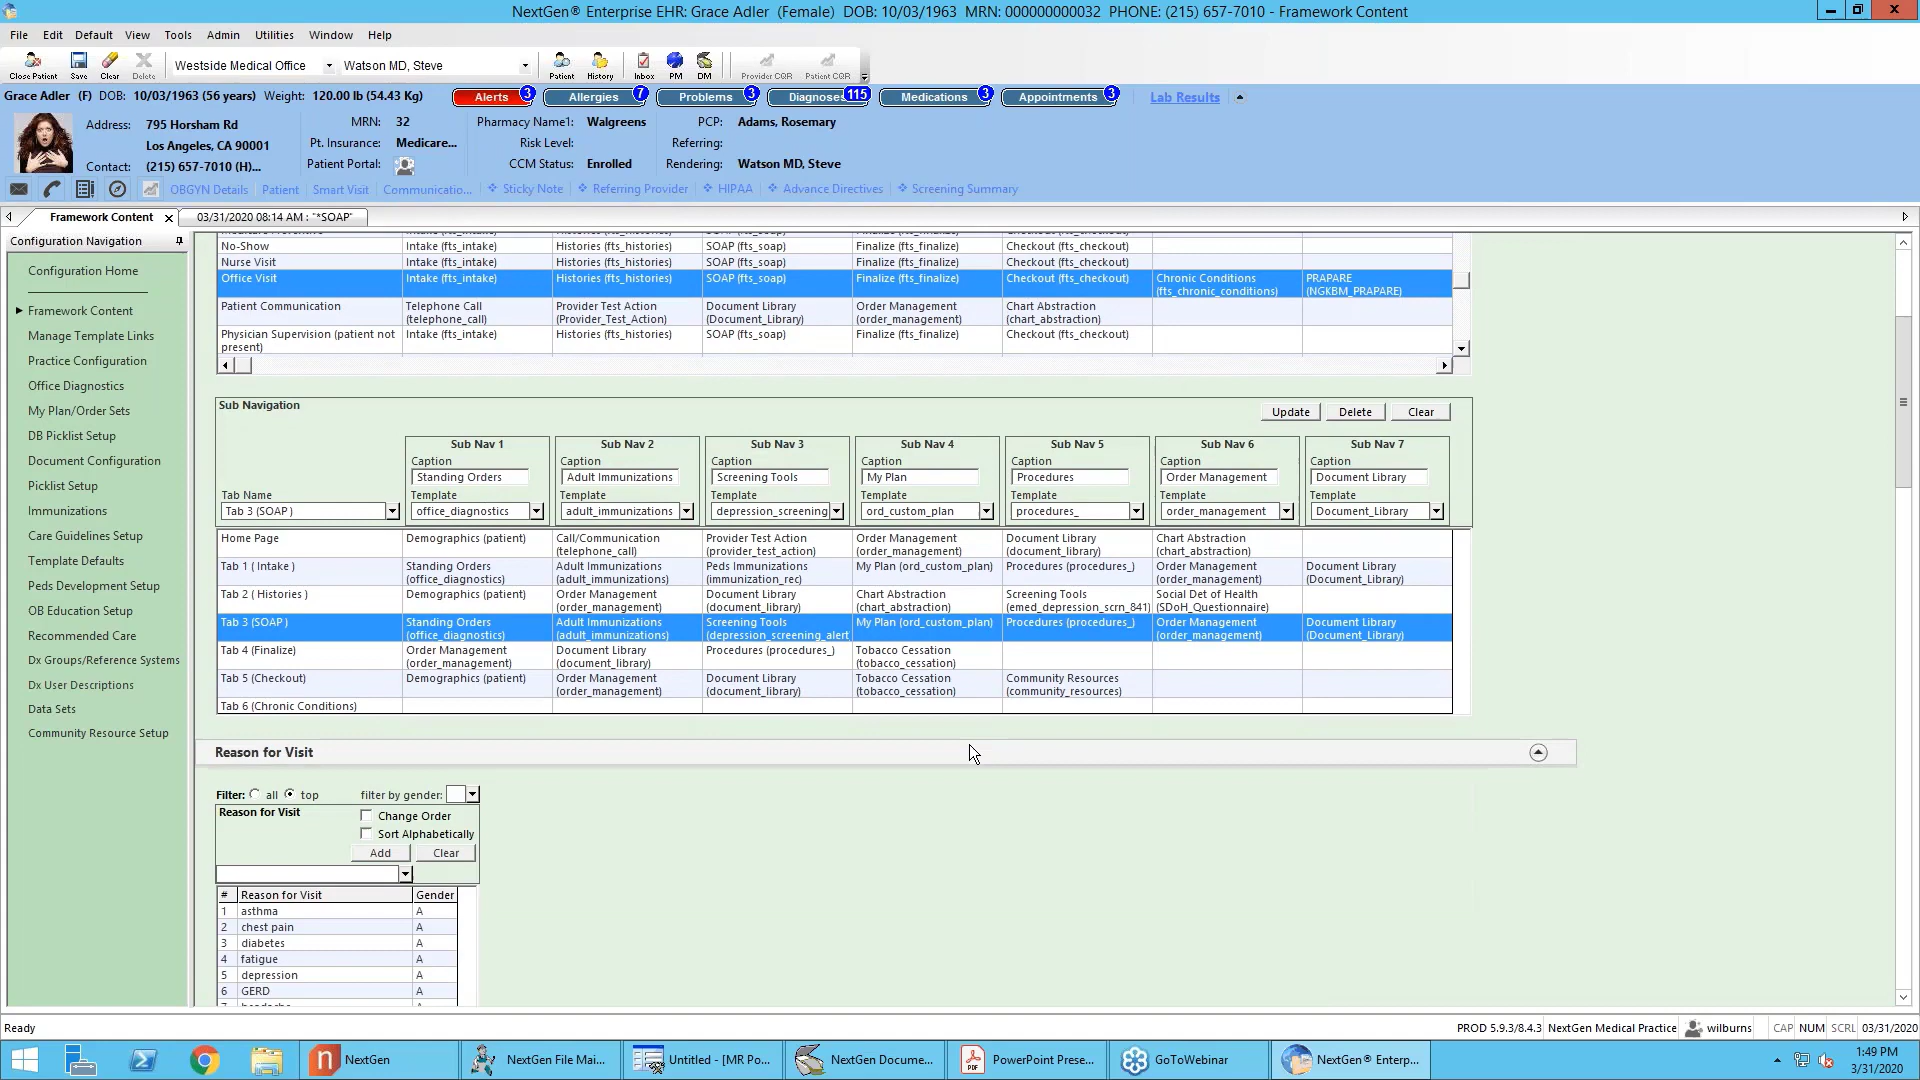 NextGen® Enterprise EHR: Grace Adler (Female) DOB: 10/03/1963 MRN: 000000000032 PHONE: (215) 657-7010 - Framework Content
File Edit Default View Tools Admin Utilities Window Help
Westside Medical Office Watson MD, Steve
Close Patient Save Clear Delete Patient History Inbox PM DM Provider CQR Patient CQR
Grace Adler (F) DOB: 10/03/1963 (56 years) Weight: 120.00 lb (54.43 Kg) Alerts 3 Allergies 7 Problems 3 Diagnoses 115 Medications 3 Appointments 3 Lab Results
Address: 795 Horsham Rd MRN: 32 Pharmacy Name1: Walgreens PCP: Adams, Rosemary
Los Angeles, CA 90001 Pt. Insurance: Medicare... Risk Level: Referring:
Contact: (215) 657-7010 (H)... Patient Portal: CCM Status: Enrolled Rendering: Watson MD, Steve
OBGYN Details Patient Smart Visit Communicatio... Sticky Note Referring Provider HIPAA Advance Directives Screening Summary
Framework Content 03/31/2020 08:14 AM : "*SOAP"
Configuration Navigation
Configuration Home
Framework Content
Manage Template Links
Practice Configuration
Office Diagnostics
My Plan/Order Sets
DB Picklist Setup
Document Configuration
Picklist Setup
Immunizations
Care Guidelines Setup
Template Defaults
Peds Development Setup
OB Education Setup
Recommended Care
Dx Groups/Reference Systems
Dx User Descriptions
Data Sets
Community Resource Setup
No-Show Intake (fts_intake) Histories (fts_histories) SOAP (fts_soap) Finalize (fts_finalize) Checkout (fts_checkout)
Nurse Visit Intake (fts_intake) Histories (fts_histories) SOAP (fts_soap) Finalize (fts_finalize) Checkout (fts_checkout)
Office Visit Intake (fts_intake) Histories (fts_histories) SOAP (fts_soap) Finalize (fts_finalize) Checkout (fts_checkout) Chronic Conditions PRAPARE
(fts_chronic_conditions) (NGKBM_PRAPARE)
Patient Communication Telephone Call Provider Test Action Document Library Order Management Chart Abstraction
(telephone_call) (Provider_Test_Action) (Document_Library) (order_management) (chart_abstraction)
Physician Supervision (patient not Intake (fts_intake) Histories (fts_histories) SOAP (fts_soap) Finalize (fts_finalize) Checkout (fts_checkout)
present)
Sub Navigation
Update Delete Clear
Sub Nav 1 Sub Nav 2 Sub Nav 3 Sub Nav 4 Sub Nav 5 Sub Nav 6 Sub Nav 7
Caption Caption Caption Caption Caption Caption Caption
Standing Orders Adult Immunizations Screening Tools My Plan Procedures Order Management Document Library
Tab Name Template Template Template Template Template Template Template
Tab 3 (SOAP ) office_diagnostics adult_immunizations depression_screening ord_custom_plan procedures_ order_management Document_Library
Home Page Demographics (patient) Call/Communication Provider Test Action Order Management Document Library Chart Abstraction
(telephone_call) (provider_test_action) (order_management) (document_library) (chart_abstraction)
Tab 1 ( Intake ) Standing Orders Adult Immunizations Peds Immunizations My Plan (ord_custom_plan) Procedures (procedures_) Order Management Document Library
(office_diagnostics) (adult_immunizations) (immunization_rec) (order_management) (Document_Library)
Tab 2 ( Histories ) Demographics (patient) Order Management Document Library Chart Abstraction Screening Tools Social Det of Health
(order_management) (document_library) (chart_abstraction) (emed_depression_scrn_841) (SDoH_Questionnaire)
Tab 3 (SOAP ) Standing Orders Adult Immunizations Screening Tools My Plan (ord_custom_plan) Procedures (procedures_) Order Management Document Library
(office_diagnostics) (adult_immunizations) (depression_screening_alert (order_management) (Document_Library)
Tab 4 (Finalize) Order Management Document Library Procedures (procedures_) Tobacco Cessation
(order_management) (document_library) (tobacco_cessation)
Tab 5 (Checkout) Demographics (patient) Order Management Document Library Tobacco Cessation Community Resources
(order_management) (document_library) (tobacco_cessation) (community_resources)
Tab 6 (Chronic Conditions)
Reason for Visit
Filter: all top filter by gender:
Reason for Visit Change Order
Sort Alphabetically
Add Clear
# Reason for Visit Gender
1 asthma A
2 chest pain A
3 diabetes A
4 fatigue A
5 depression A
6 GERD A
Ready PROD 5.9.3/8.4.3 NextGen Medical Practice wilburns CAP NUM SCRL 03/31/2020
NextGen NextGen File Mai... Untitled - [MR Po... NextGen Docume... PowerPoint Prese... GoToWebinar NextGen® Enterp... 1:49 PM
3/31/2020